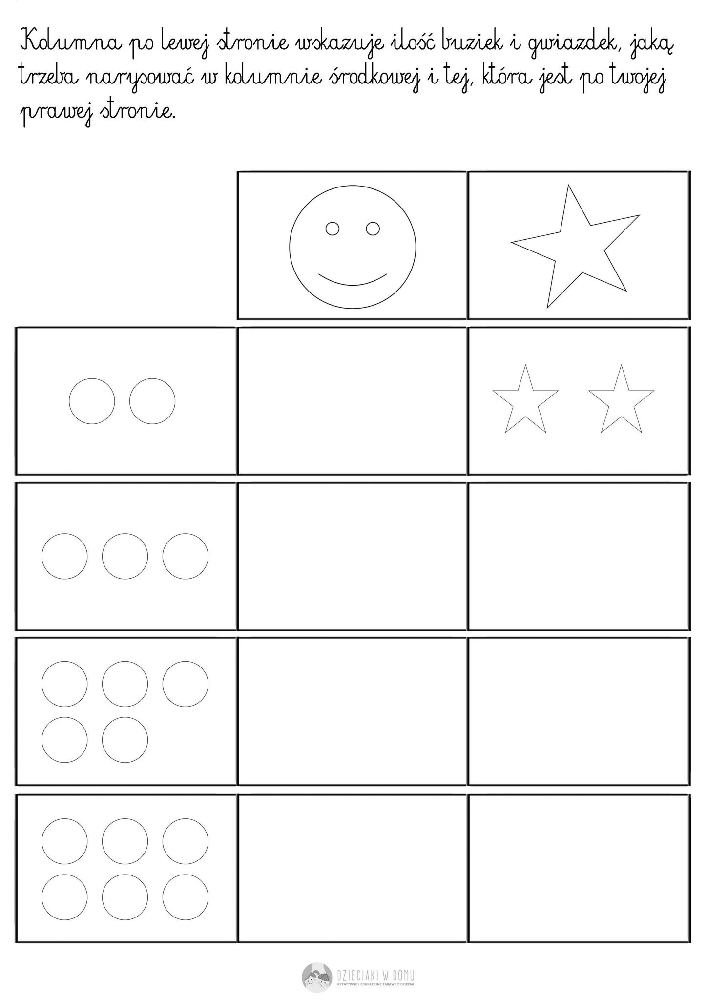 Kolumna po lewej stronie wskazuje ilość buziek i gwiazdek, jaką
trzeba narysować w kolumnie środkowej i tej, która jest po twojej
prawej stronie.
DZIECIAKI W DOMU
KREATYWNE I EDUKACYJNE ZABAWY Z DZIEĆMI